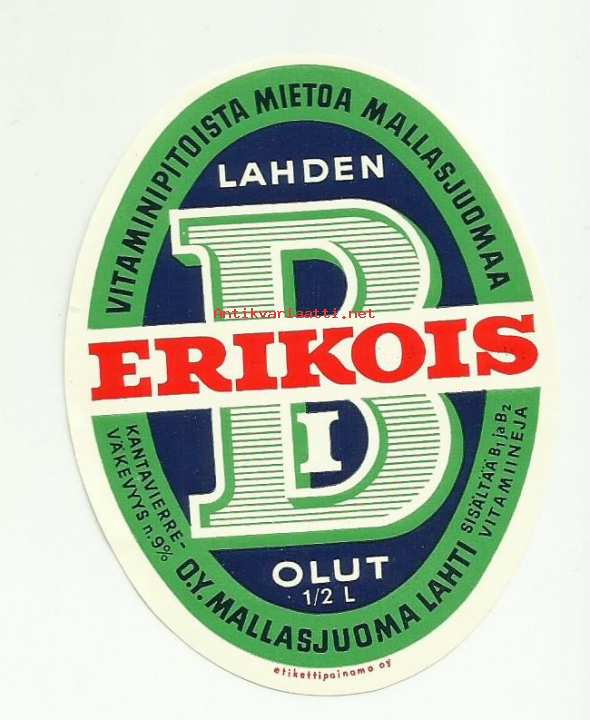 VITAMINIPITOISTA MIETOA MALLASJUOMAA
LAHDEN
B
Antikvariaatti.net
ERIKOIS
I
KANTAVIERRE-
VÄKEVYYS n. 9%
SISÄLTÄÄ B1 ja B2
VITAMIINEJA
OLUT
1/2 L
O.Y. MALLASJUOMA LAHTI
etikettipainamo oy